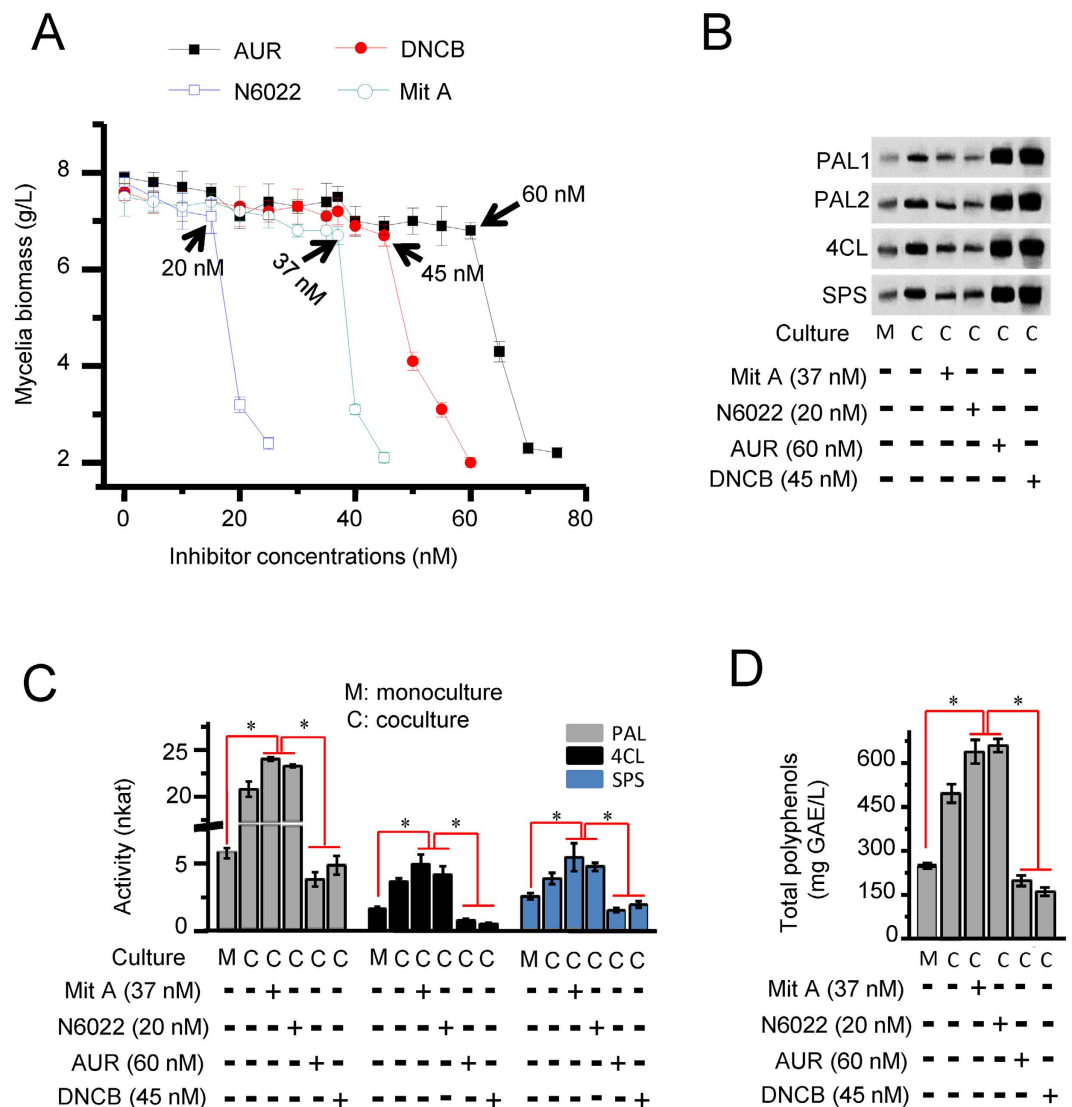 A
AUR
DNCB
N6022
Mit A
Mycelia biomass (g/L)
8
6
4
2
0 20 40 60 80
Inhibitor concentrations (nM)
20 nM
37 nM
45 nM
60 nM
B
PAL1
PAL2
4CL
SPS
Culture M C C C C C
Mit A (37 nM) - - + - - -
N6022 (20 nM) - - - + - -
AUR (60 nM) - - - - + -
DNCB (45 nM) - - - - - +
C
M: monoculture
C: coculture
PAL
4CL
SPS
Activity (nkat)
25
20
5
0
* * * * * *
Culture M C C C C C M C C C C C M C C C C C
Mit A (37 nM) - - + - - - - - + - - - - - + - - -
N6022 (20 nM) - - - + - - - - - + - - - - - + - -
AUR (60 nM) - - - - + - - - - - + - - - - - + -
DNCB (45 nM) - - - - - + - - - - - + - - - - - +
D
Total polyphenols
(mg GAE/L)
600
450
300
150
0
* *
M C C C C C
Mit A (37 nM) - - + - - -
N6022 (20 nM) - - - + - -
AUR (60 nM) - - - - + -
DNCB (45 nM) - - - - - +